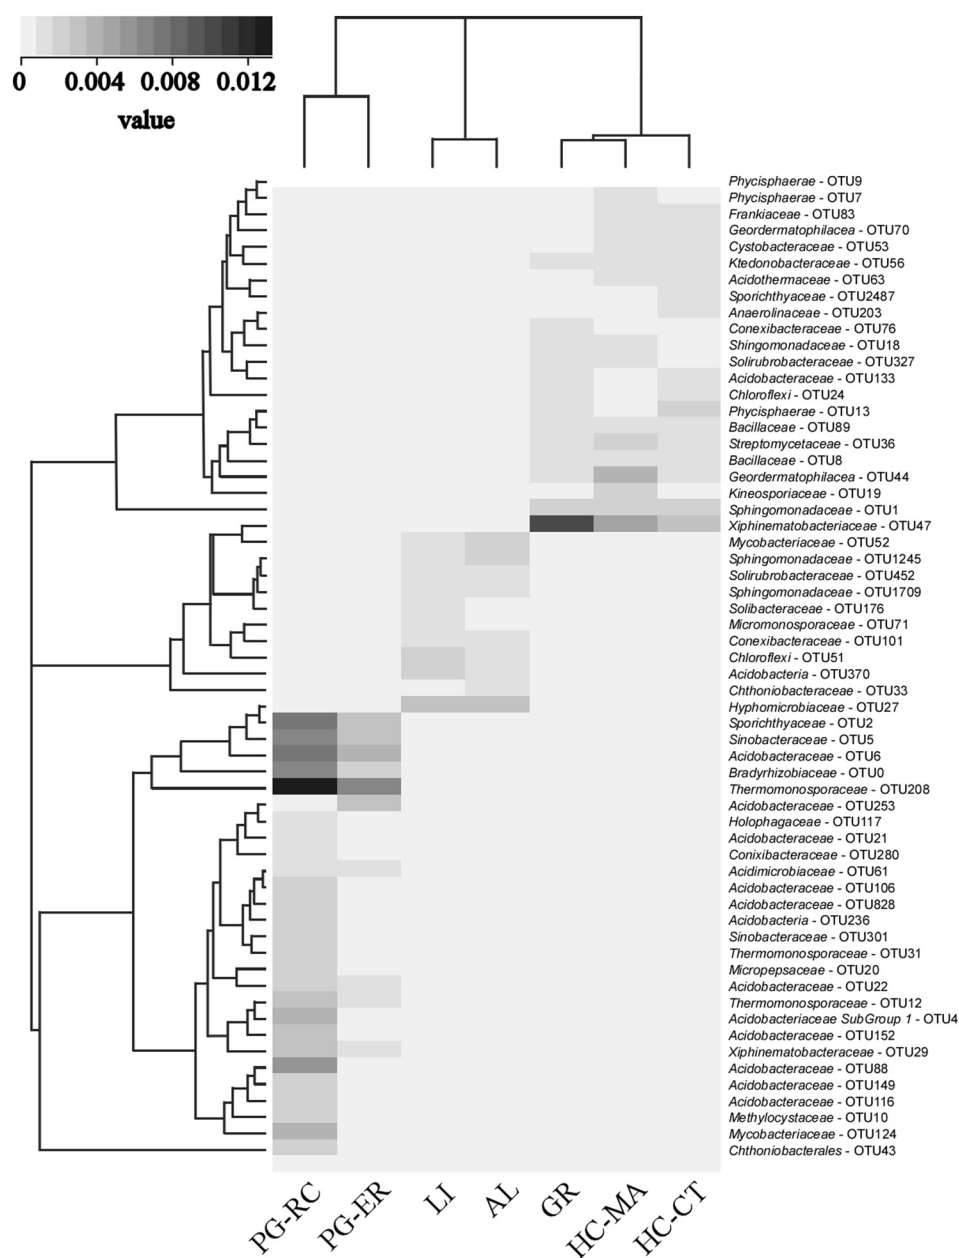 0 0.004 0.008 0.012
value
Phycisphaerae - OTU9
Phycisphaerae - OTU7
Frankiaceae - OTU83
Geordermatophilacea - OTU70
Cystobacteraceae - OTU53
Ktedonobacteraceae - OTU56
Acidothermaceae - OTU63
Sporichthyaceae - OTU2487
Anaerolinaceae - OTU203
Conexibacteraceae - OTU76
Shingomonadaceae - OTU18
Solirubrobacteraceae - OTU327
Acidobacteraceae - OTU133
Chloroflexi - OTU24
Phycisphaerae - OTU13
Bacillaceae - OTU89
Streptomycetaceae - OTU36
Bacillaceae - OTU8
Geordermatophilacea - OTU44
Kineosporiaceae - OTU19
Sphingomonadaceae - OTU1
Xiphinematobacteriaceae - OTU47
Mycobacteriaceae - OTU52
Sphingomonadaceae - OTU1245
Solirubrobacteraceae - OTU452
Sphingomonadaceae - OTU1709
Solibacteraceae - OTU176
Micromonosporaceae - OTU71
Conexibacteraceae - OTU101
Chloroflexi - OTU51
Acidobacteria - OTU370
Chthoniobacteraceae - OTU33
Hyphomicrobiaceae - OTU27
Sporichthyaceae - OTU2
Sinobacteraceae - OTU5
Acidobacteraceae - OTU6
Bradyrhizobiaceae - OTU0
Thermomonosporaceae - OTU208
Acidobacteraceae - OTU253
Holophagaceae - OTU117
Acidobacteraceae - OTU21
Conixibacteraceae - OTU280
Acidimicrobiaceae - OTU61
Acidobacteraceae - OTU106
Acidobacteraceae - OTU828
Acidobacteria - OTU236
Sinobacteraceae - OTU301
Thermomonosporaceae - OTU31
Micropepsaceae - OTU20
Acidobacteraceae - OTU22
Thermomonosporaceae - OTU12
Acidobacteriaceae SubGroup 1 - OTU4
Acidobacteraceae - OTU152
Xiphinematobacteraceae - OTU29
Acidobacteraceae - OTU88
Acidobacteraceae - OTU149
Acidobacteraceae - OTU116
Methylocystaceae - OTU10
Mycobacteriaceae - OTU124
Chthoniobacterales - OTU43
PG-RC PG-ER LI AL GR HC-MA HC-CT